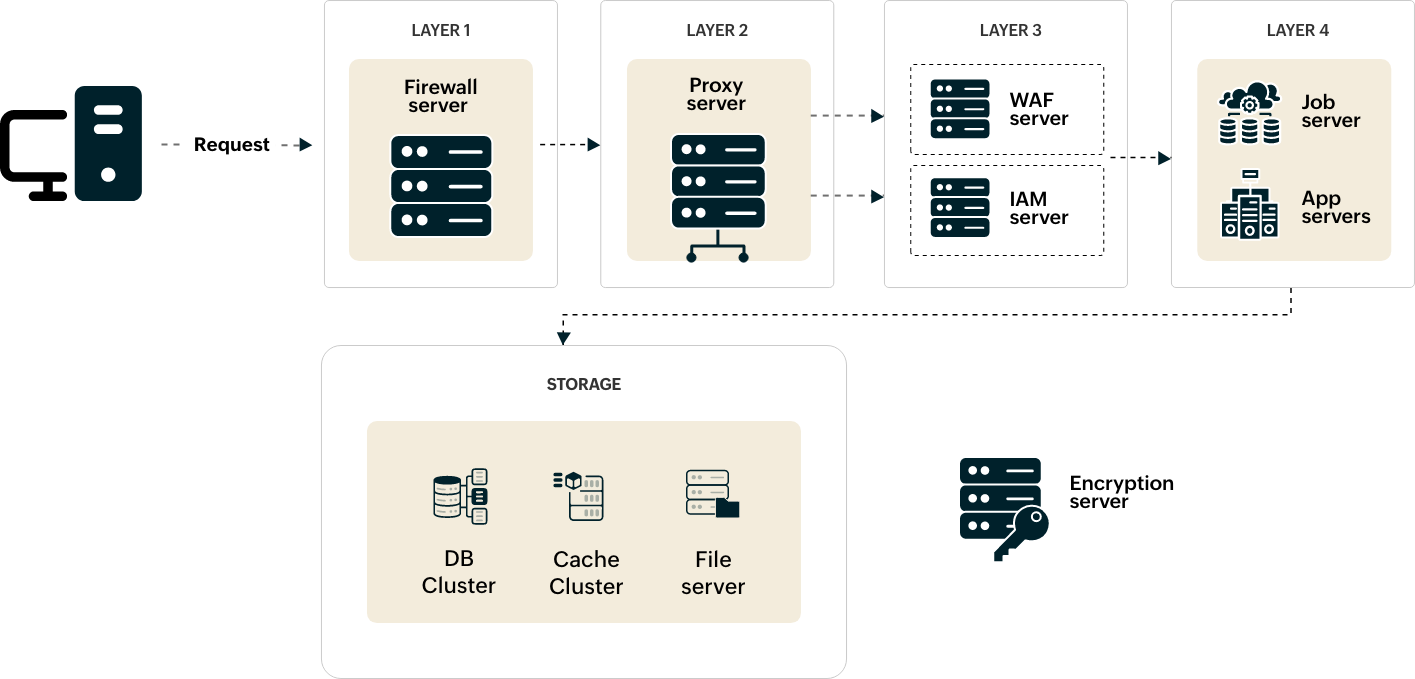 Request
LAYER 1
Firewall
server
LAYER 2
Proxy
server
LAYER 3
WAF
server
IAM
server
LAYER 4
Job
server
App
servers
STORAGE
DB
Cluster
Cache
Cluster
File
server
Encryption
server